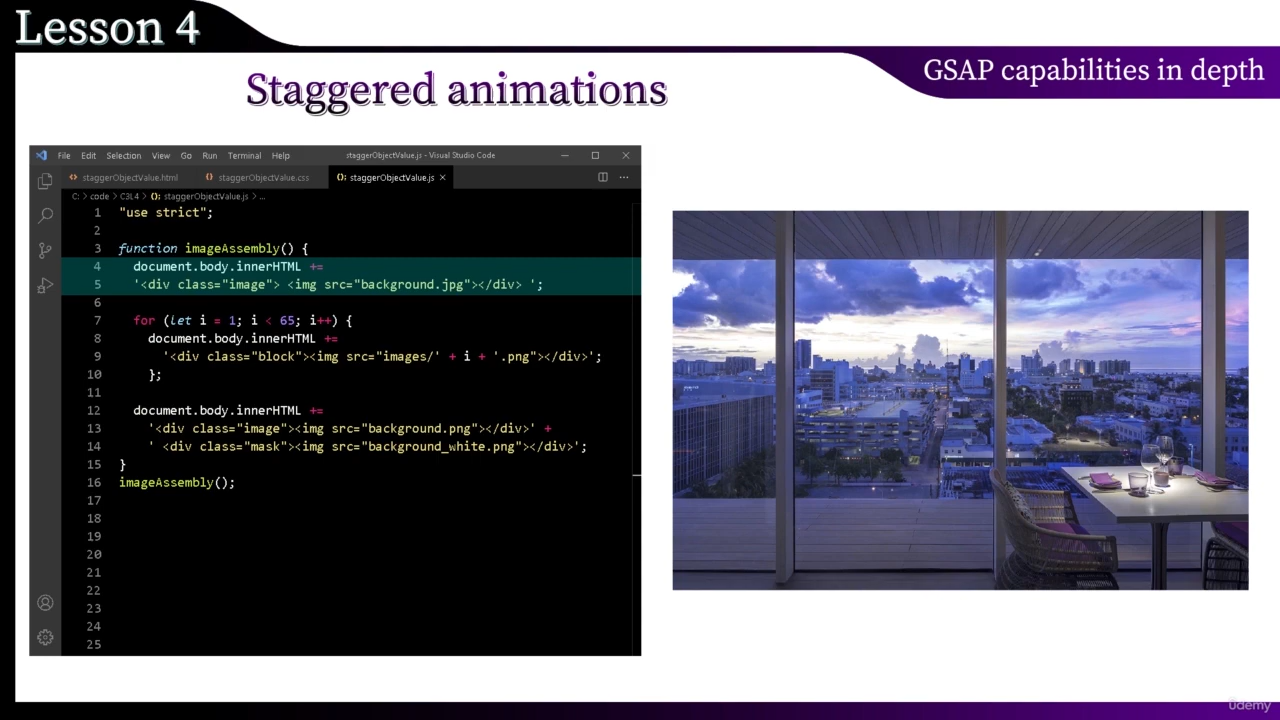 Lesson 4
GSAP capabilities in depth
Staggered animations
File Edit Selection View Go Run Terminal Help staggerObjectValue.js - Visual Studio Code
staggerObjectValue.html staggerObjectValue.css staggerObjectValue.js
C: > code > C3L4 > staggerObjectValue.js > ...
1 "use strict";
2
3 function imageAssembly() {
4 document.body.innerHTML +=
5 '<div class="image"> <img src="background.jpg"></div> ';
6
7 for (let i = 1; i < 65; i++) {
8 document.body.innerHTML +=
9 '<div class="block"><img src="images/' + i + '.png"></div>';
10 };
11
12 document.body.innerHTML +=
13 '<div class="image"><img src="background.png"></div>' +
14 ' <div class="mask"><img src="background_white.png"></div>';
15 }
16 imageAssembly();
17
18
19
20
21
22
23
24
25
ûdemy